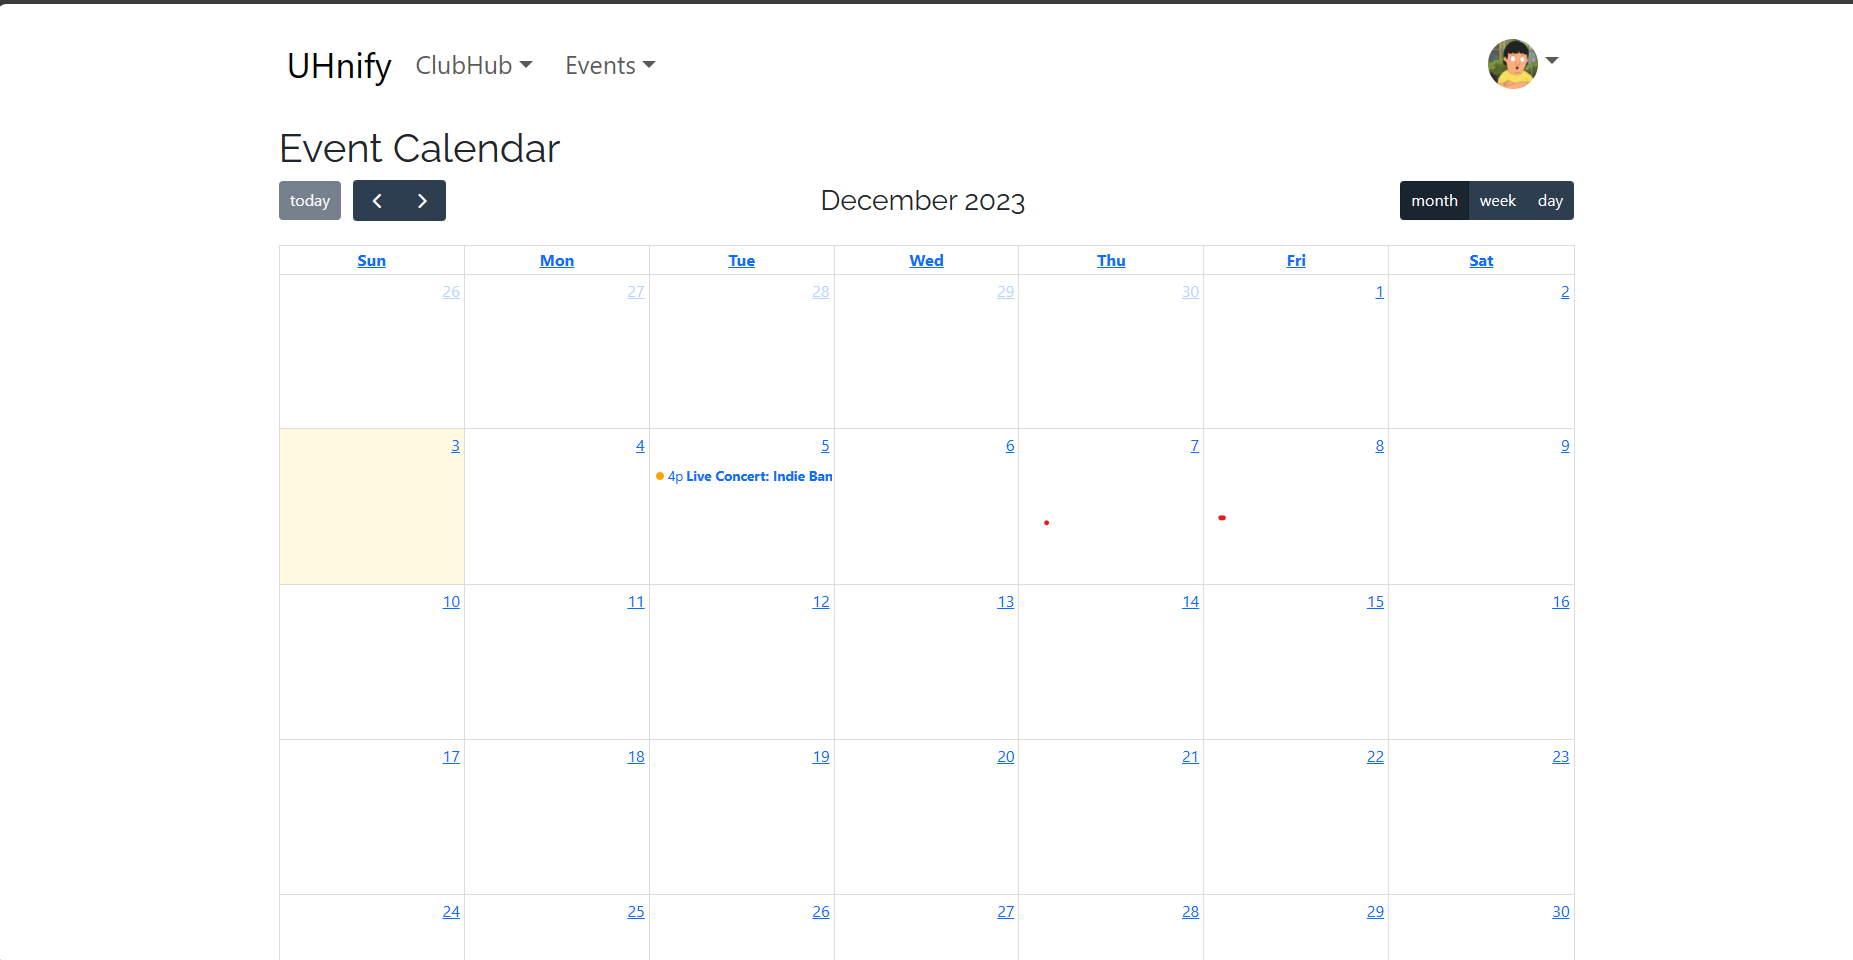 UHnify ClubHub Events
Event Calendar
today December 2023 month week day
Sun Mon Tue Wed Thu Fri Sat
26 27 28 29 30 1 2
3 4 5 6 7 8 9
4p Live Concert: Indie Ban
10 11 12 13 14 15 16
17 18 19 20 21 22 23
24 25 26 27 28 29 30